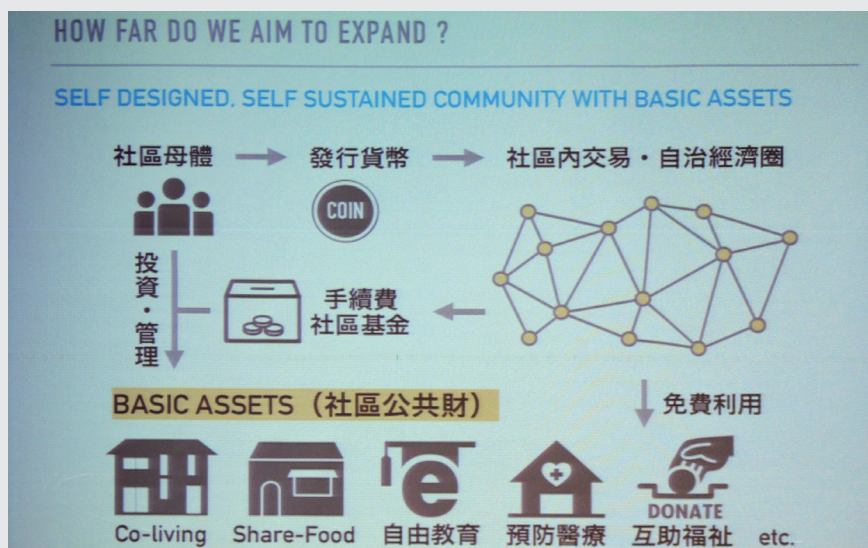 HOW FAR DO WE AIM TO EXPAND ?
SELF DESIGNED. SELF SUSTAINED COMMUNITY WITH BASIC ASSETS
社區母體
發行貨幣
社區內交易・自治經濟圈
COIN
投資・管理
手續費
社區基金
BASIC ASSETS（社區公共財）
免費利用
e
DONATE
Co-living
Share-Food
自由教育
預防醫療
互助福祉
etc.